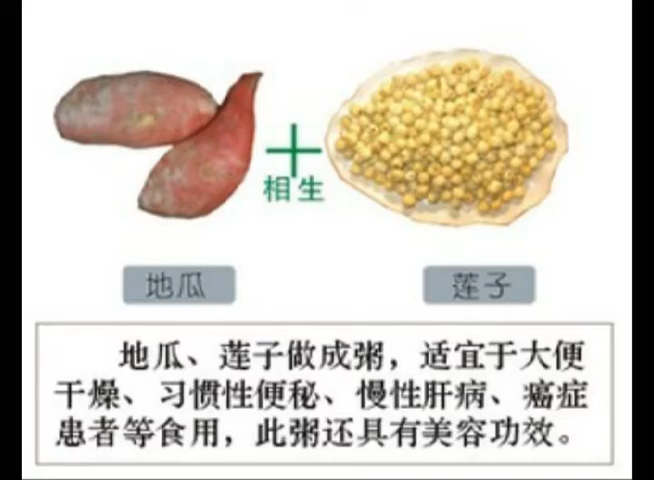 相生
地瓜
莲子
地瓜、莲子做成粥，适宜于大便
干燥、习惯性便秘、慢性肝病、癌症
患者等食用，此粥还具有美容功效。